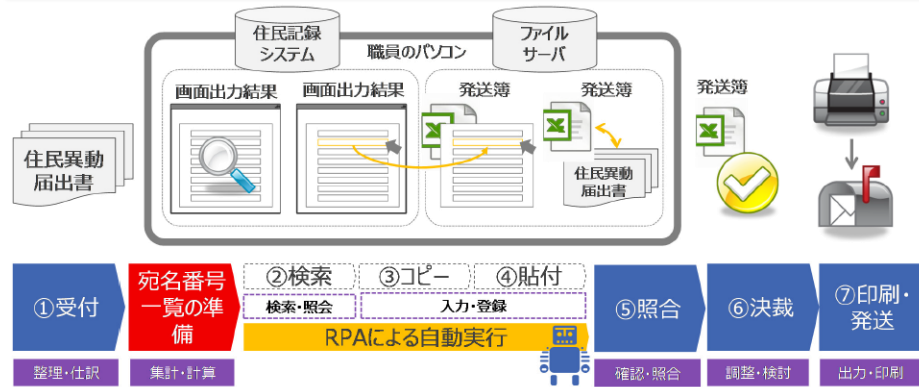 住民記録
システム
職員のパソコン
ファイル
サーバ
画面出力結果
画面出力結果
発送簿
発送簿
発送簿
住民異動
届出書
住民異動
届出書
①受付
宛名番号
一覧の準
備
②検索
③コピー
④貼付
検索・照会
入力・登録
RPAによる自動実行
⑤照合
⑥決裁
⑦印刷・
発送
整理・仕訳
集計・計算
確認・照合
調整・検討
出力・印刷